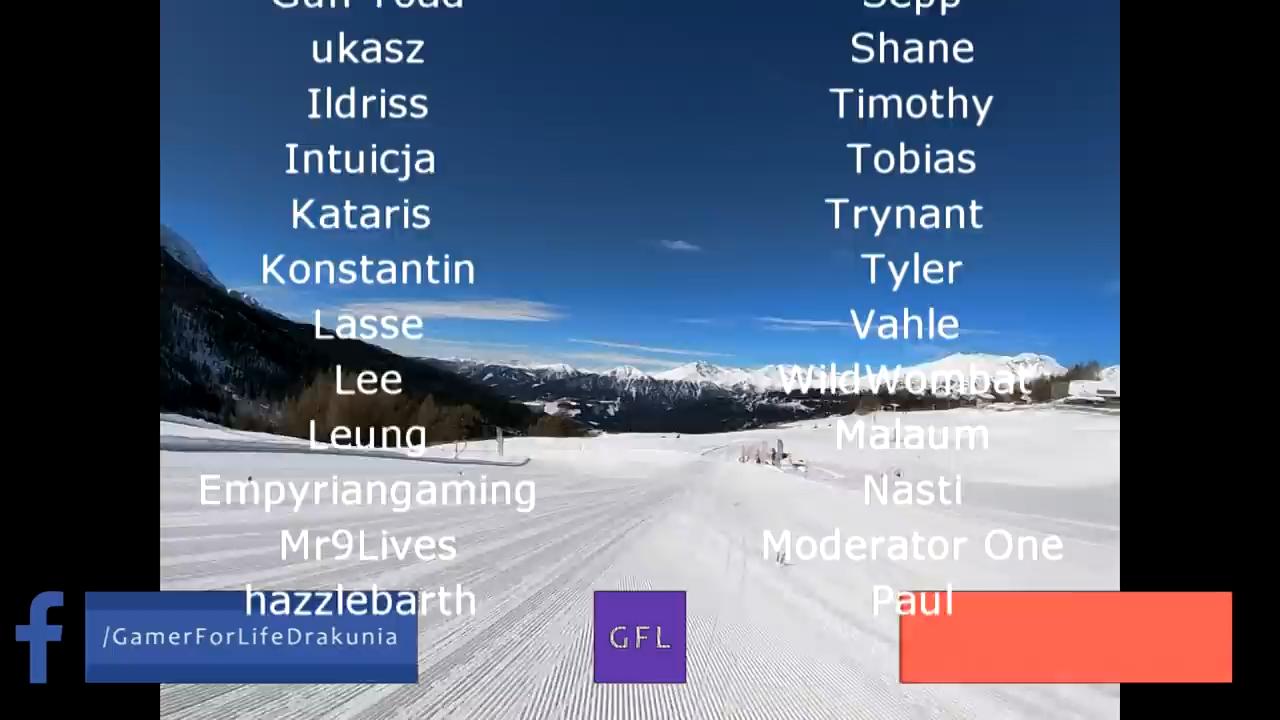 Sepp
ukasz
Shane
Ildriss
Timothy
Intuicja
Tobias
Kataris
Trynant
Konstantin
Tyler
Lasse
Vahle
Lee
WildWombat
Leung
Malaum
Empyriangaming
Nasti
Mr9Lives
Moderator One
hazzlebarth
Paul
/GamerForLifeDrakunia
GFL